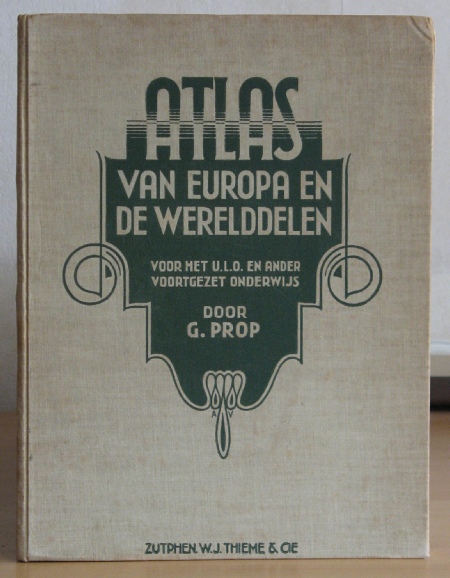 ATLAS
VAN EUROPA EN
DE WERELDDELEN
VOOR HET U.L.O. EN ANDER
VOORTGEZET ONDERWIJS
DOOR
G. PROP
A V
ZUTPHEN. W. J. THIEME & CIE